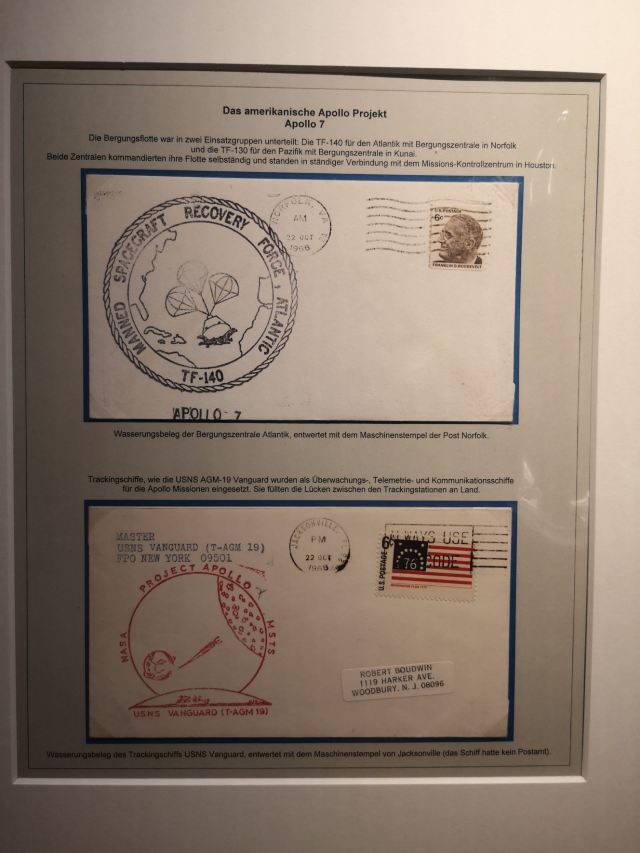 Das amerikanische Apollo Projekt
Apollo 7
Die Bergungsflotte war in zwei Einsatzgruppen unterteilt: Die TF-140 für den Atlantik mit Bergungszentrale in Norfolk
und die TF-130 für den Pazifik mit Bergungszentrale in Kunai.
Beide Zentralen kommandierten ihre Flotte selbständig und standen in ständiger Verbindung mit dem Missions-Kontrollzentrum in Houston.
MANNED SPACECRAFT RECOVERY FORCE, ATLANTIC
TF-140
APOLLO-7
NORFOLK, VA
AM
22 OCT
1968
U.S. POSTAGE
6c
FRANKLIN D. ROOSEVELT
Wasserungsbeleg der Bergungszentrale Atlantik, entwertet mit dem Maschinenstempel der Post Norfolk.
Trackingschiffe, wie die USNS AGM-19 Vanguard wurden als Überwachungs-, Telemetrie- und Kommunikationsschiffe
für die Apollo Missionen eingesetzt. Sie füllten die Lücken zwischen den Trackingstationen an Land.
MASTER
USNS VANGUARD (T-AGM 19)
FPO NEW YORK 09501
NASA PROJECT APOLLO MSTS
USNS VANGUARD (T-AGM 19)
JACKSONVILLE,
PM
22 OCT
1968
ALWAYS USE
CODE
6c
U.S. POSTAGE
76
ROBERT BOUDWIN
1119 HARKER AVE.
WOODBURY, N. J. 08096
Wasserungsbeleg des Trackingschiffs USNS Vanguard, entwertet mit dem Maschinenstempel von Jacksonville (das Schiff hatte kein Postamt).